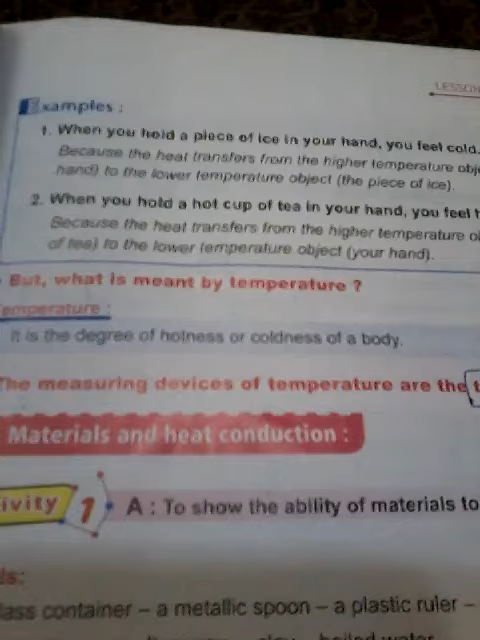 LESSON
Examples :
1. When you hold a piece of ice in your hand, you feel cold.
Because the heat transfers from the higher temperature obj
hand) to the lower temperature object (the piece of ice).
2. When you hold a hot cup of tea in your hand, you feel h
Because the heat transfers from the higher temperature o
of tea) to the lower temperature object (your hand).
But, what is meant by temperature ?
Temperature :
It is the degree of hotness or coldness of a body.
The measuring devices of temperature are the t
Materials and heat conduction :
ivity 1 A : To show the ability of materials to
ls:
lass container – a metallic spoon – a plastic ruler –
boiled water